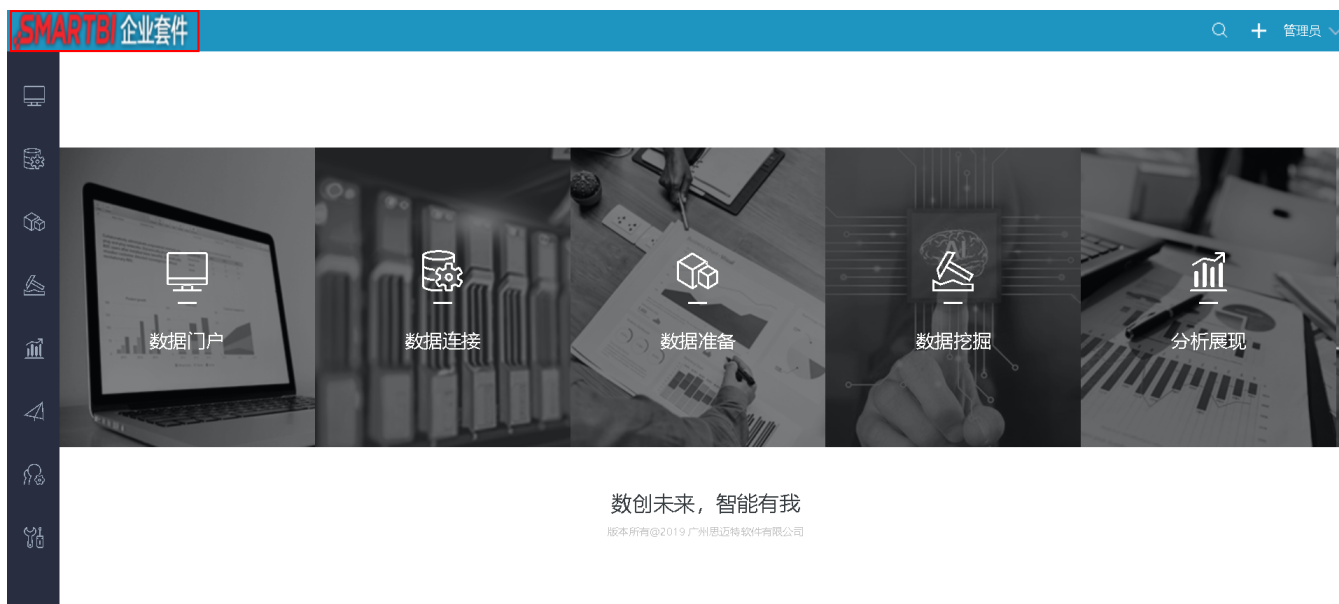 SMARTBI 企业套件
管理员
数据门户
数据连接
AI
数据准备
数据挖掘
分析展现
数创未来，智能有我
版本所有@2019 广州思迈特软件有限公司